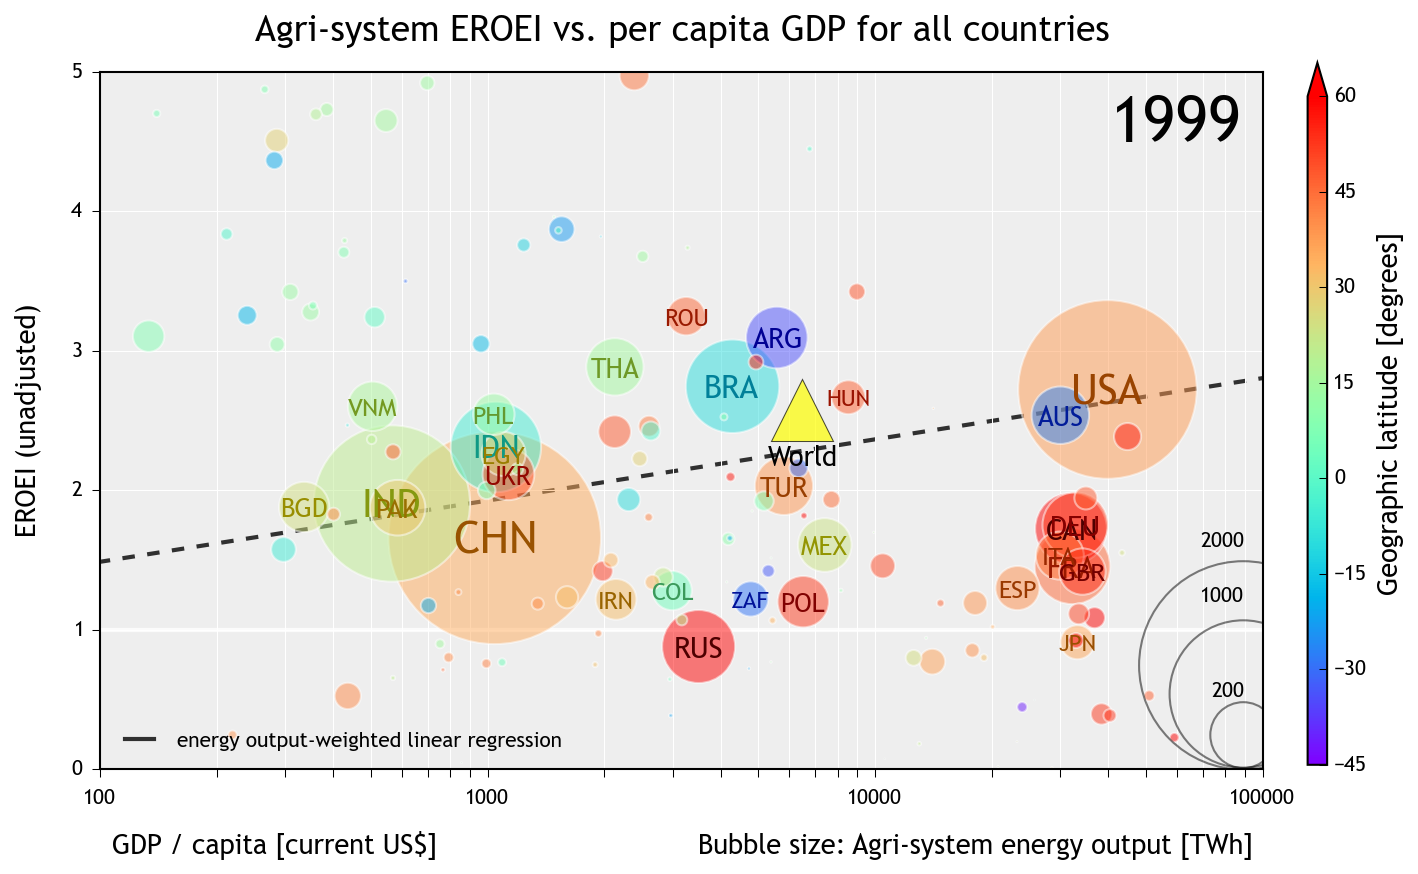 Agri-system EROEI vs. per capita GDP for all countries
1999
EROEI (unadjusted)
5
4
3
2
1
0
ROU
ARG
THA
BRA
USA
HUN
VNM
PHL
AUS
IDN
EGY
World
UKR
TUR
BGD
IND
PAK
CHN
DEU
CAN
MEX
ITA
FRA
GBR
IRN
COL
ZAF
POL
ESP
RUS
JPN
2000
1000
200
energy output-weighted linear regression
100
1000
10000
100000
GDP / capita [current US$]
Bubble size: Agri-system energy output [TWh]
60
45
30
15
0
−15
−30
−45
Geographic latitude [degrees]